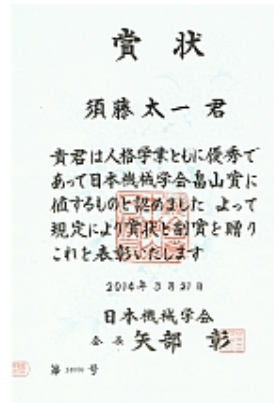 賞状
須藤太一君
貴君は人格学業ともに優秀で
あって日本機械学会畠山賞に
値するものと認めました よって
規定により賞状と副賞を贈り
これを表彰いたします
2014年3月21日
日本機械学会
会長 矢部 彰
第 号